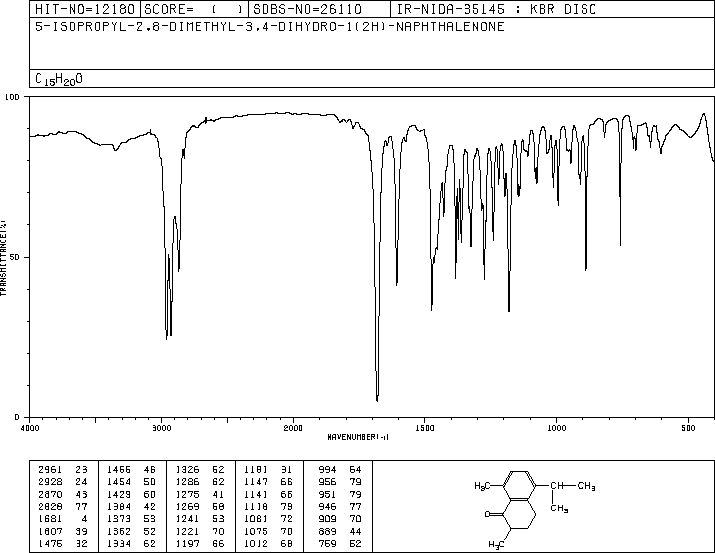 HIT-NO=12180 SCORE= ( ) SDBS-NO=26110 IR-NIDA-35145 : KBR DISC
5-ISOPROPYL-2,8-DIMETHYL-3,4-DIHYDRO-1(2H)-NAPHTHALENONE
C15H20O
100
50
0
TRANSMITTANCE(%)
4000 3000 2000 1500 1000 500
WAVENUMBER(-1)
2961 23 1466 46 1326 62 1181 31 994 64
2928 24 1454 50 1286 62 1147 66 956 79
2870 43 1429 60 1275 41 1141 66 951 79
2828 77 1384 42 1269 58 1118 79 946 77
1681 4 1373 53 1241 53 1081 72 909 70
1607 39 1362 52 1221 70 1075 70 889 44
1475 32 1334 62 1197 66 1012 68 759 52
H3C CH CH3
CH3
O
H3C